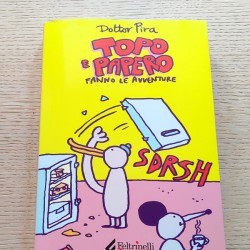 Dottor Pira
TOPO
E PAPERO
FANNO LE AVVENTURE
SDRSH
Feltrinelli